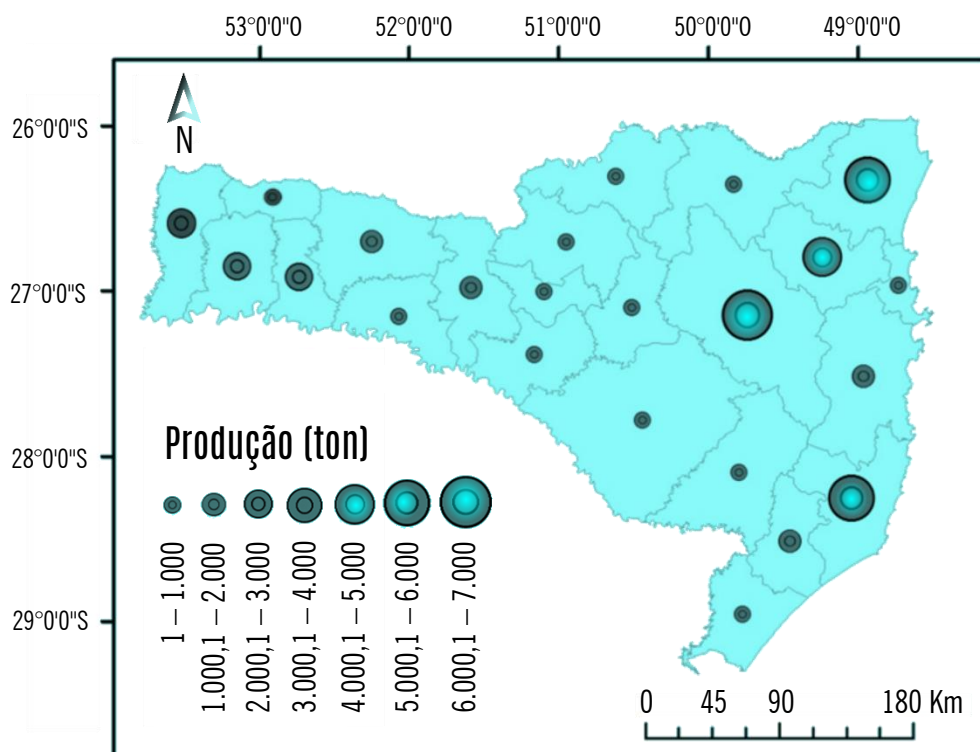 53°0'0"O 52°0'0"O 51°0'0"O 50°0'0"O 49°0'0"O
26°0'0"S
N
27°0'0"S
28°0'0"S
29°0'0"S
Produção (ton)
1 – 1.000
1.000,1 – 2.000
2.000,1 – 3.000
3.000,1 – 4.000
4.000,1 – 5.000
5.000,1 – 6.000
6.000,1 – 7.000
0 45 90 180 Km